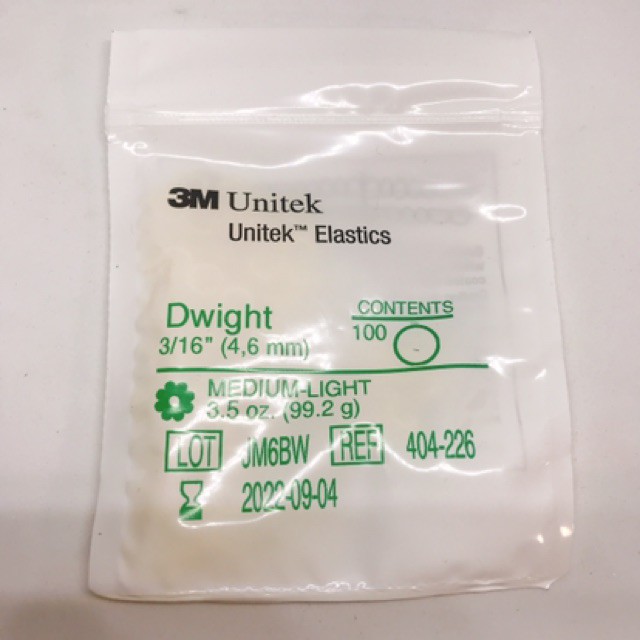 3M Unitek
Unitek™ Elastics
Dwight
3/16" (4,6 mm)
CONTENTS
100
MEDIUM-LIGHT
3.5 oz. (99.2 g)
LOT JM6BW REF 404-226
2022-09-04